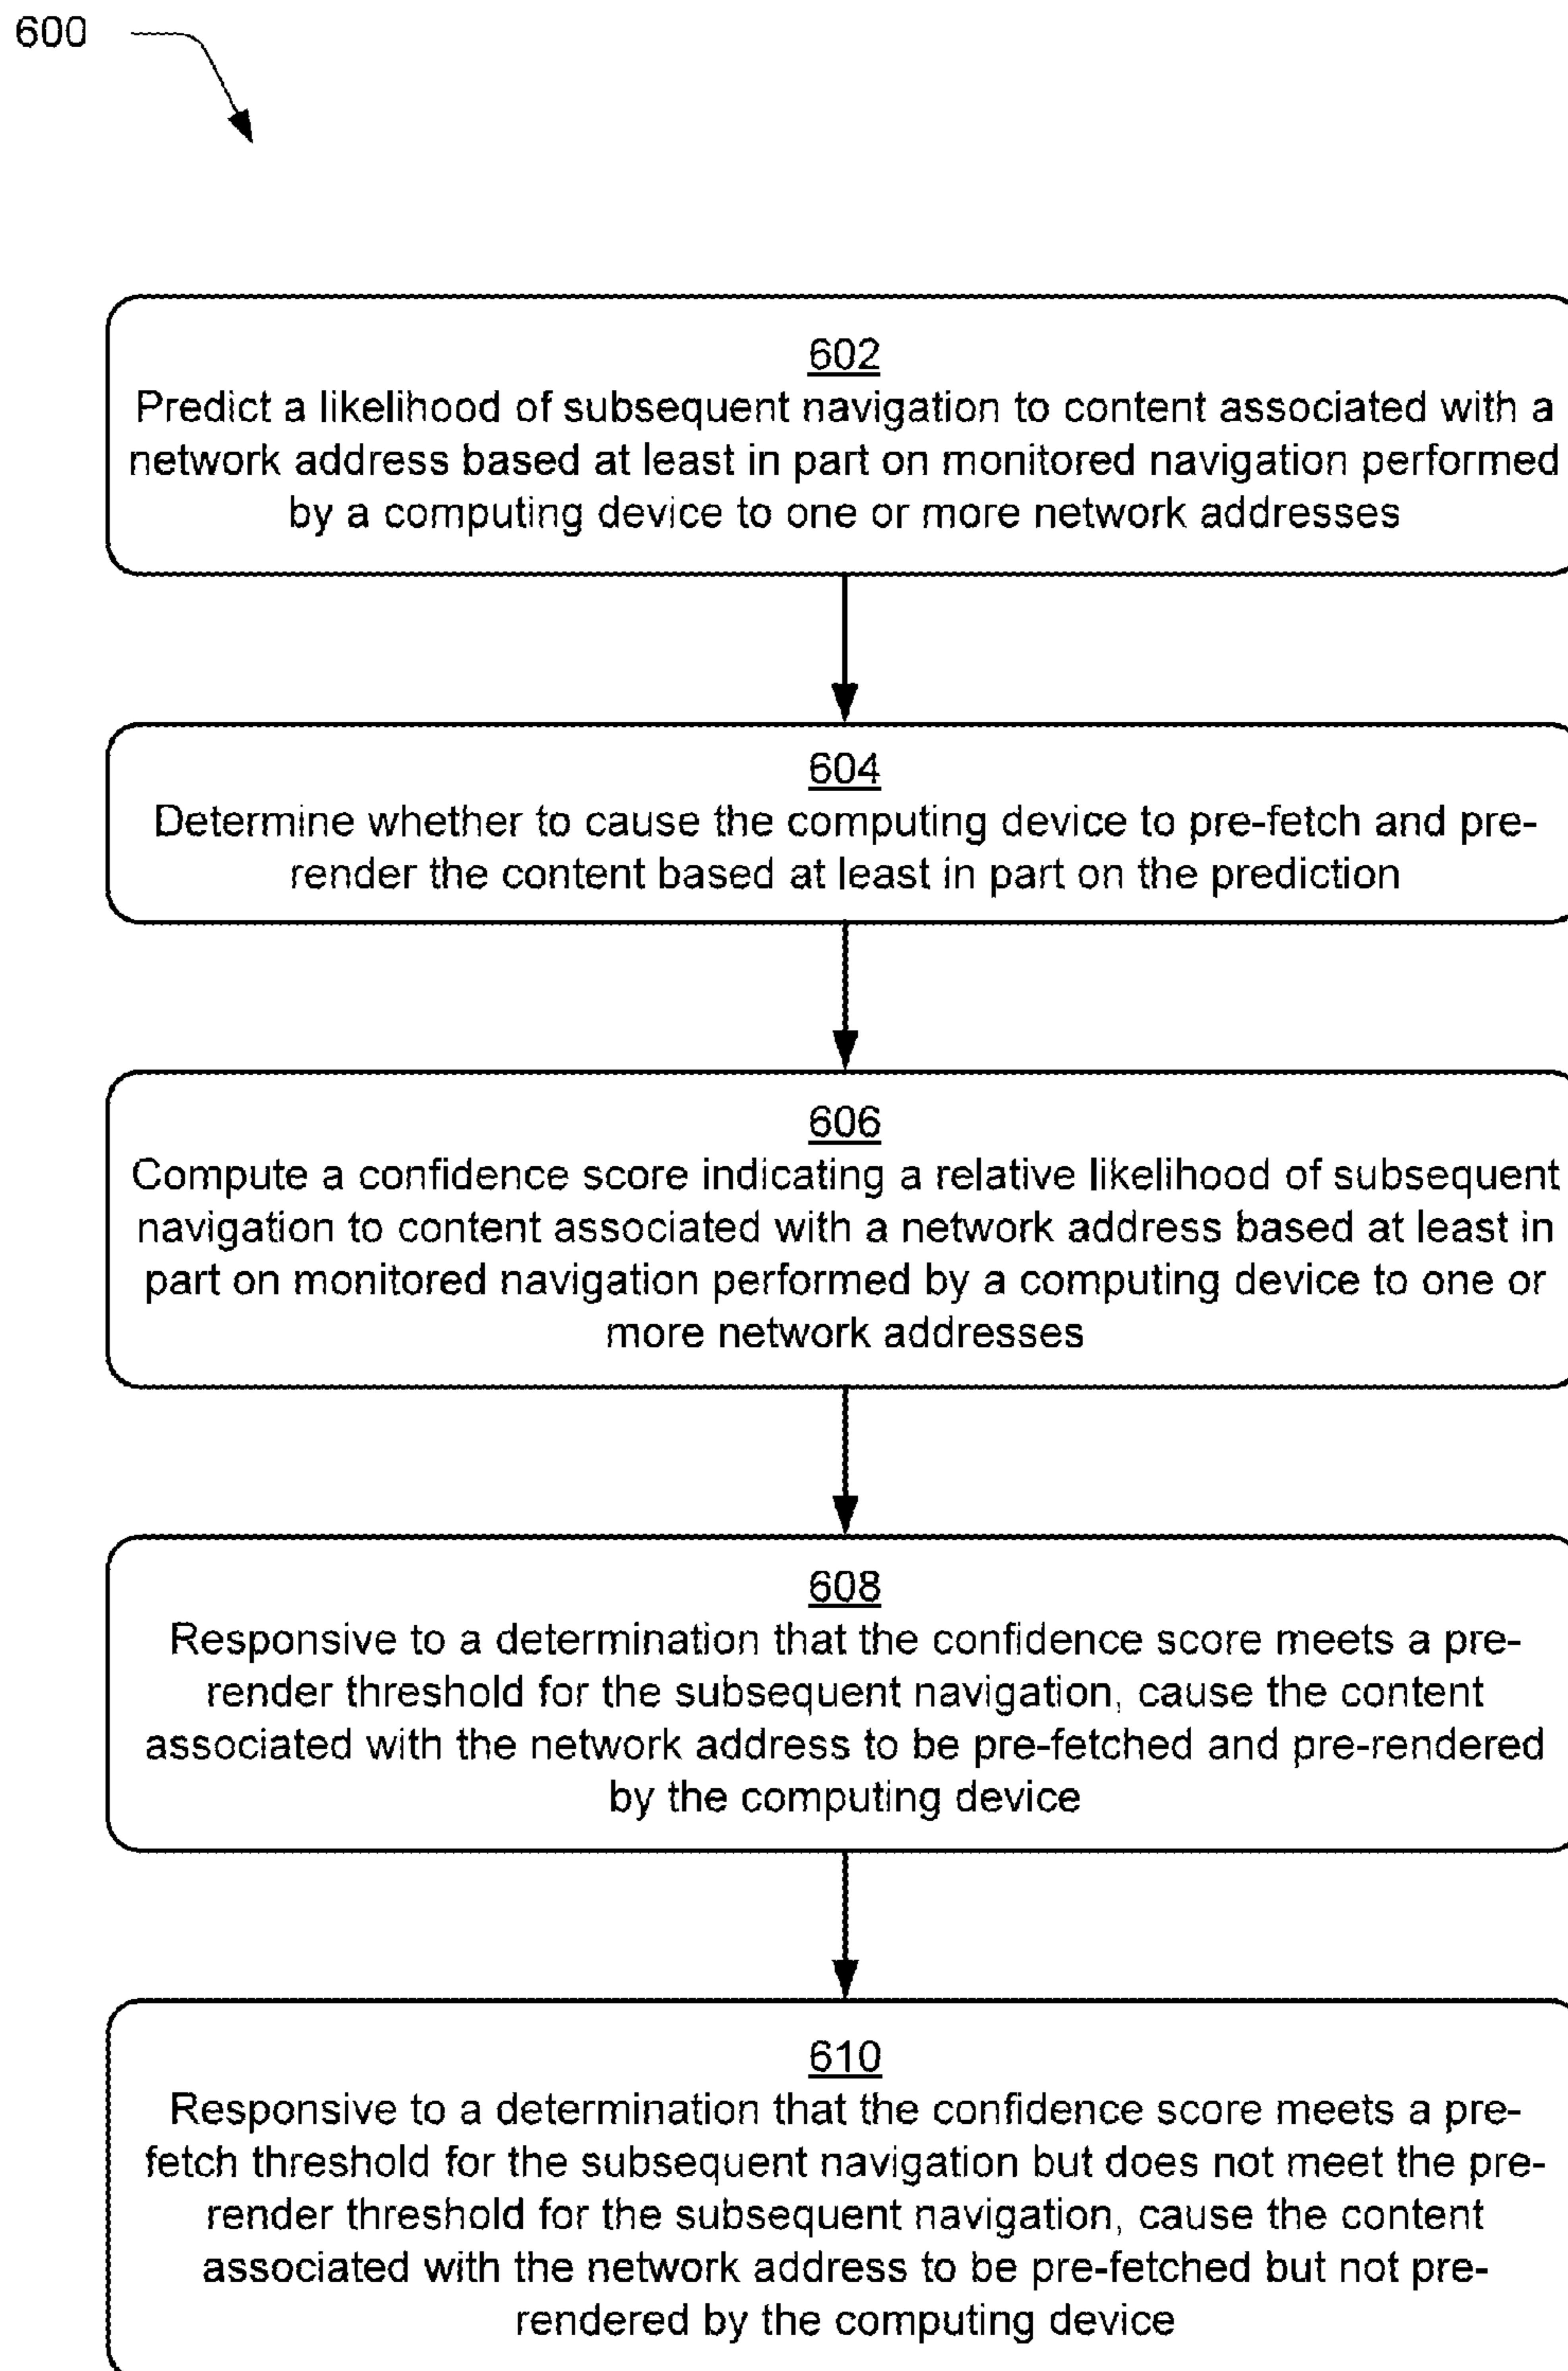 600
602
Predict a likelihood of subsequent navigation to content associated with a
network address based at least in part on monitored navigation performed
by a computing device to one or more network addresses
604
Determine whether to cause the computing device to pre-fetch and pre-
render the content based at least in part on the prediction
606
Compute a confidence score indicating a relative likelihood of subsequent
navigation to content associated with a network address based at least in
part on monitored navigation performed by a computing device to one or
more network addresses
608
Responsive to a determination that the confidence score meets a pre-
render threshold for the subsequent navigation, cause the content
associated with the network address to be pre-fetched and pre-rendered
by the computing device
610
Responsive to a determination that the confidence score meets a pre-
fetch threshold for the subsequent navigation but does not meet the pre-
render threshold for the subsequent navigation, cause the content
associated with the network address to be pre-fetched but not pre-
rendered by the computing device